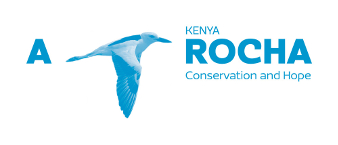 KENYA
A ROCHA
Conservation and Hope